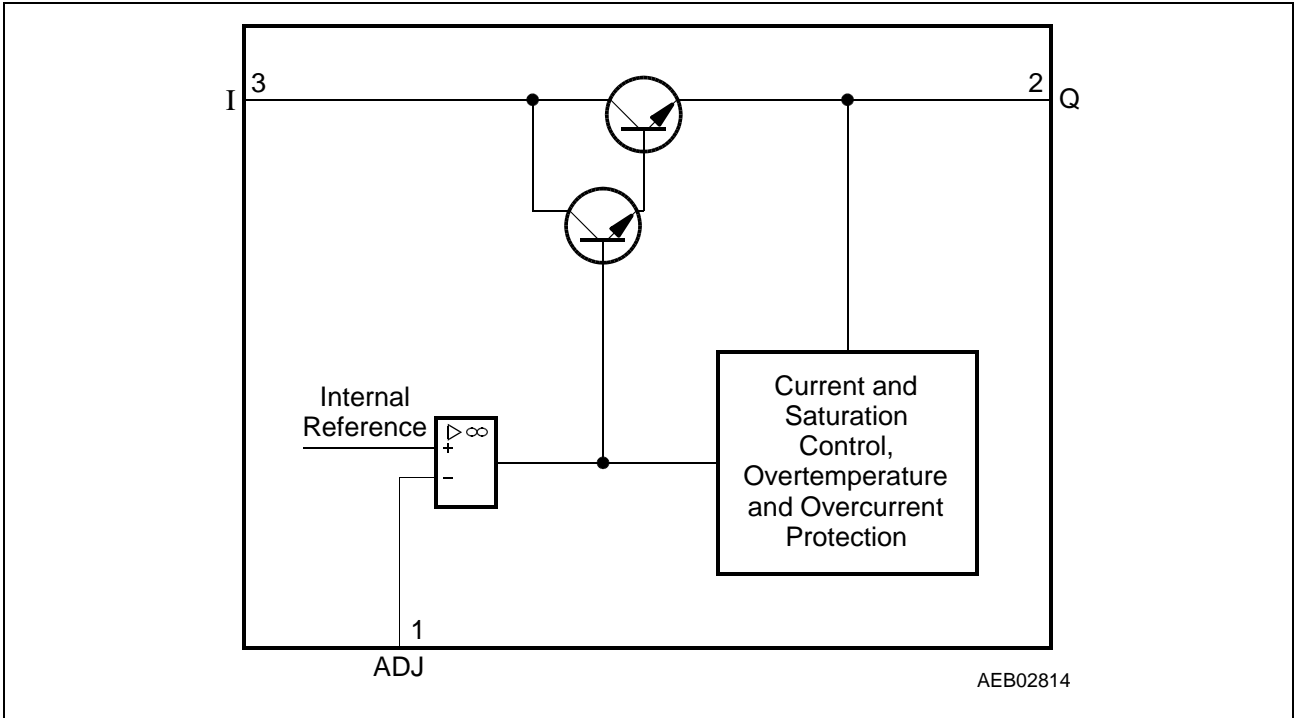 I
3
2
Q
Internal
Reference
▷ ∞
+
−
Current and
Saturation
Control,
Overtemperature
and Overcurrent
Protection
1
ADJ
AEB02814